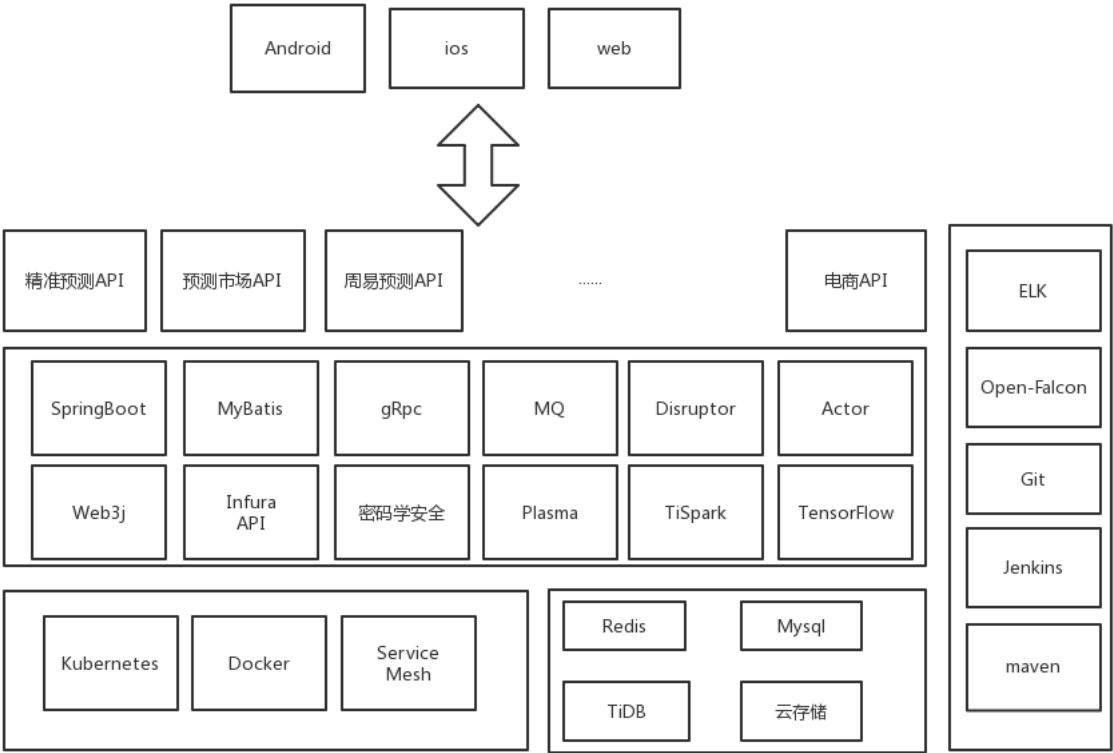 Android
ios
web
精准预测API
预测市场API
周易预测API
......
电商API
SpringBoot
MyBatis
gRpc
MQ
Disruptor
Actor
Web3j
Infura
API
密码学安全
Plasma
TiSpark
TensorFlow
Kubernetes
Docker
Service
Mesh
Redis
Mysql
TiDB
云存储
ELK
Open-Falcon
Git
Jenkins
maven